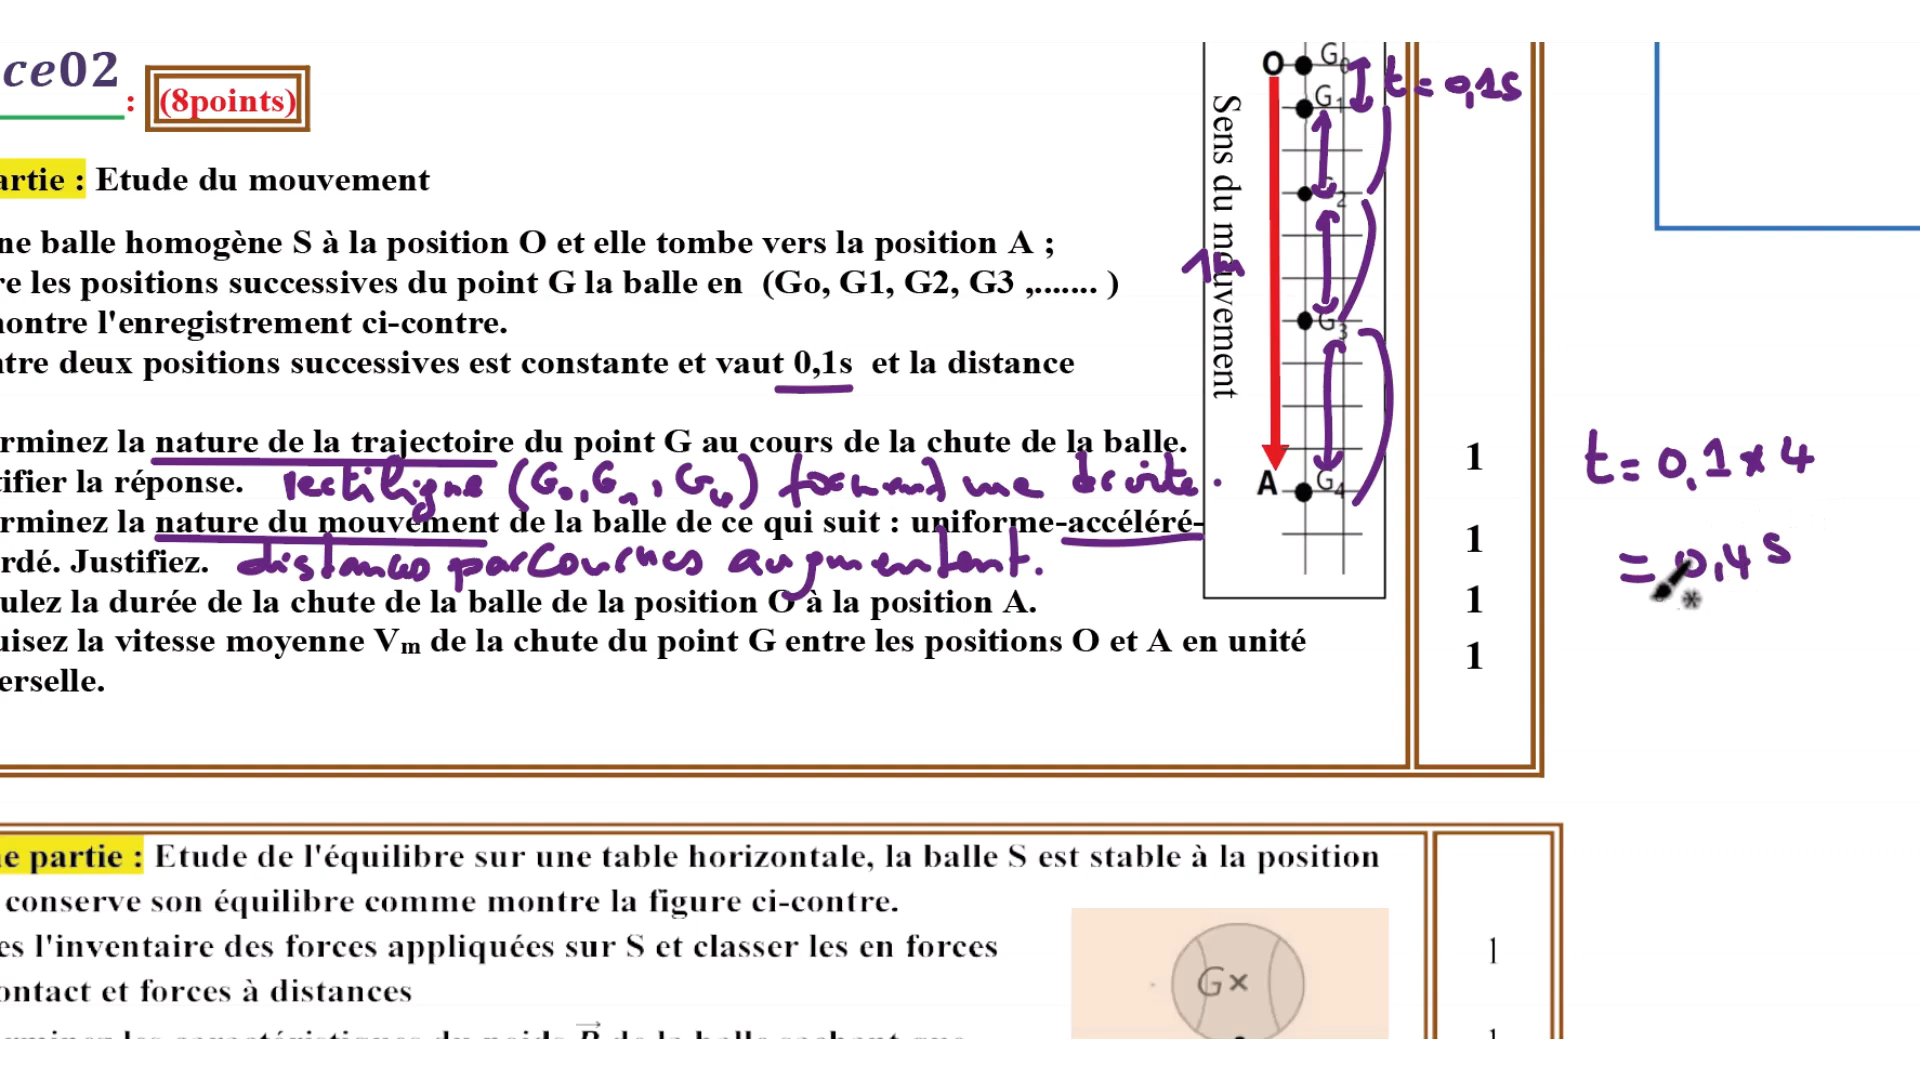 ce02
: (8points)
O G0 t = 0,1s
G1
artie : Etude du mouvement
2
ne balle homogène S à la position O et elle tombe vers la position A ;
Sens du mouvement
1m
re les positions successives du point G la balle en (Go, G1, G2, G3 ,....... )
ontre l'enregistrement ci-contre.
G3
ntre deux positions successives est constante et vaut 0,1s et la distance
rminez la nature de la trajectoire du point G au cours de la chute de la balle. 1 t = 0,1 × 4
tifier la réponse. rectiligne (G0, G1, G4) forment une droite. A G4
rminez la nature du mouvement de la balle de ce qui suit : uniforme-accéléré- 1 = 0,4 s
rdé. Justifiez. distances parcourues augmentent.
ulez la durée de la chute de la balle de la position O à la position A. 1
uisez la vitesse moyenne Vm de la chute du point G entre les positions O et A en unité 1
erselle.
e partie : Etude de l'équilibre sur une table horizontale, la balle S est stable à la position
conserve son équilibre comme montre la figure ci-contre.
es l'inventaire des forces appliquées sur S et classer les en forces 1
ontact et forces à distances G×